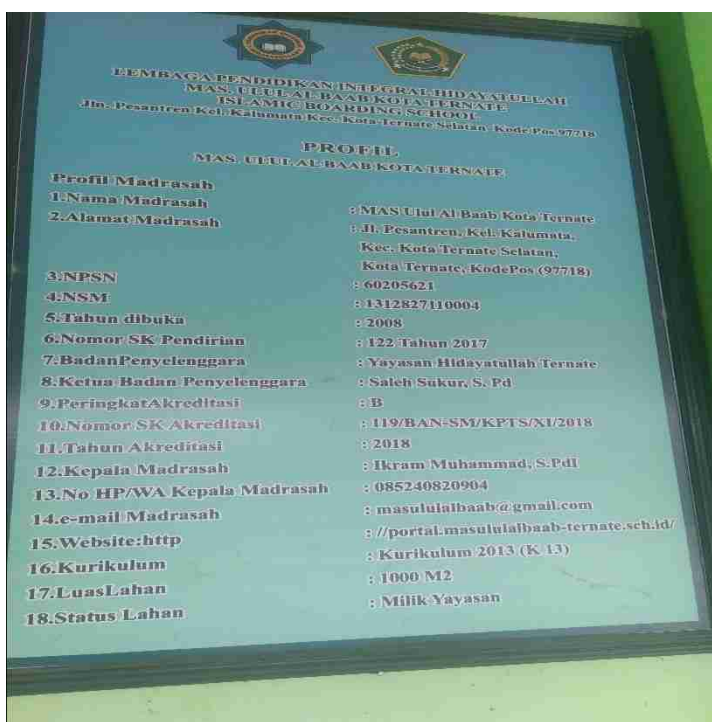 LEMBAGA PENDIDIKAN INTEGRAL HIDAYATULLAH
MAS. ULUL AL BAAB KOTA TERNATE
ISLAMIC BOARDING SCHOOL
Jln. Pesantren Kel. Kalumata Kec. Kota Ternate Selatan, Kode Pos 97718
PROFIL
MAS. ULUL AL BAAB KOTA TERNATE
Profil Madrasah
1.Nama Madrasah : MAS Ulul Al Baab Kota Ternate
2.Alamat Madrasah : Jl. Pesantren, Kel. Kalumata,
Kec. Kota Ternate Selatan,
Kota Ternate, KodePos (97718)
3.NPSN : 60205621
4.NSM : 1312827110004
5.Tahun dibuka : 2008
6.Nomor SK Pendirian : 122 Tahun 2017
7.BadanPenyelenggara : Yayasan Hidayatullah Ternate
8.Ketua Badan Penyelenggara : Saleh Sukur, S. Pd
9.PeringkatAkreditasi : B
10.Nomor SK Akreditasi : 119/BAN-SM/KPTS/XI/2018
11.Tahun Akreditasi : 2018
12.Kepala Madrasah : Ikram Muhammad, S.PdI
13.No HP/WA Kepala Madrasah : 085240820904
14.e-mail Madrasah : masululalbaab@gmail.com
15.Website:http : //portal.masululalbaab-ternate.sch.id/
16.Kurikulum : Kurikulum 2013 (K 13)
17.LuasLahan : 1000 M2
18.Status Lahan : Milik Yayasan